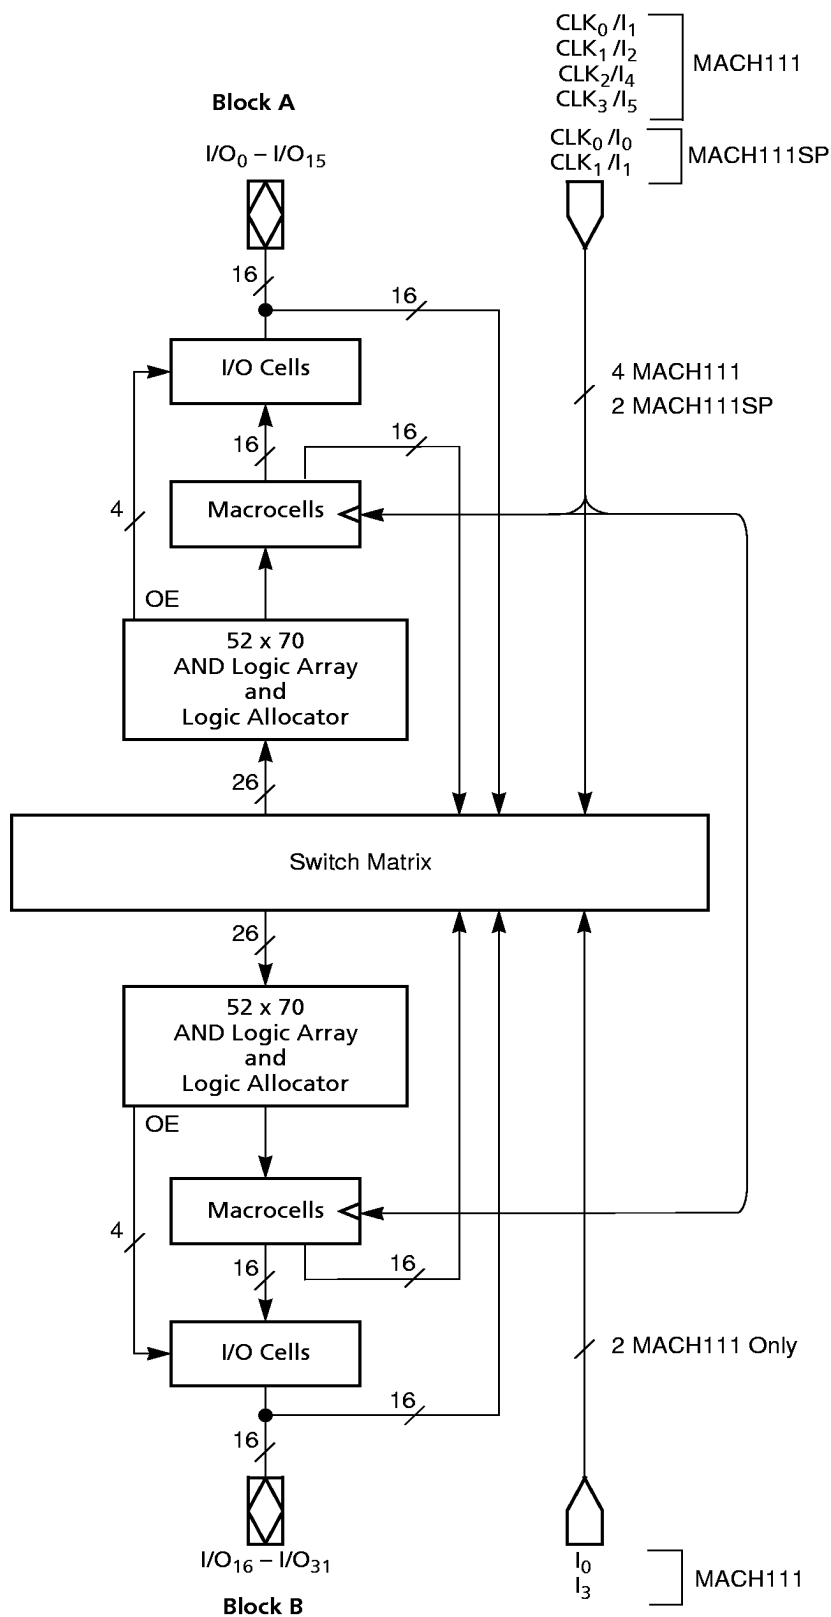 CLK0 /I1
CLK1 /I2
CLK2/I4
CLK3 /I5
MACH111
Block A
CLK0 /I0
CLK1 /I1
MACH111SP
I/O0 – I/O15
16
16
I/O Cells
4 MACH111
2 MACH111SP
16
16
Macrocells
4
OE
52 x 70
AND Logic Array
and
Logic Allocator
26
Switch Matrix
26
52 x 70
AND Logic Array
and
Logic Allocator
OE
Macrocells
4
16
16
I/O Cells
2 MACH111 Only
16
16
I/O16 – I/O31
Block B
I0
I3
MACH111